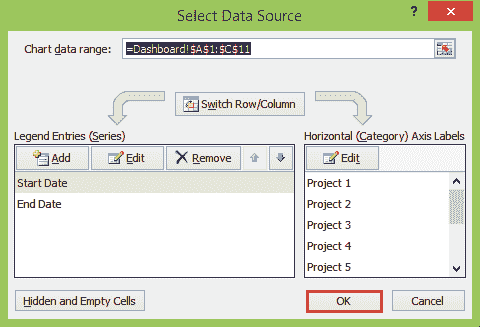 Select Data Source
?
Chart data range: =Dashboard!$A$1:$C$11
Switch Row/Column
Legend Entries (Series)
Add Edit Remove
Start Date
End Date
Horizontal (Category) Axis Labels
Edit
Project 1
Project 2
Project 3
Project 4
Project 5
Hidden and Empty Cells
OK
Cancel